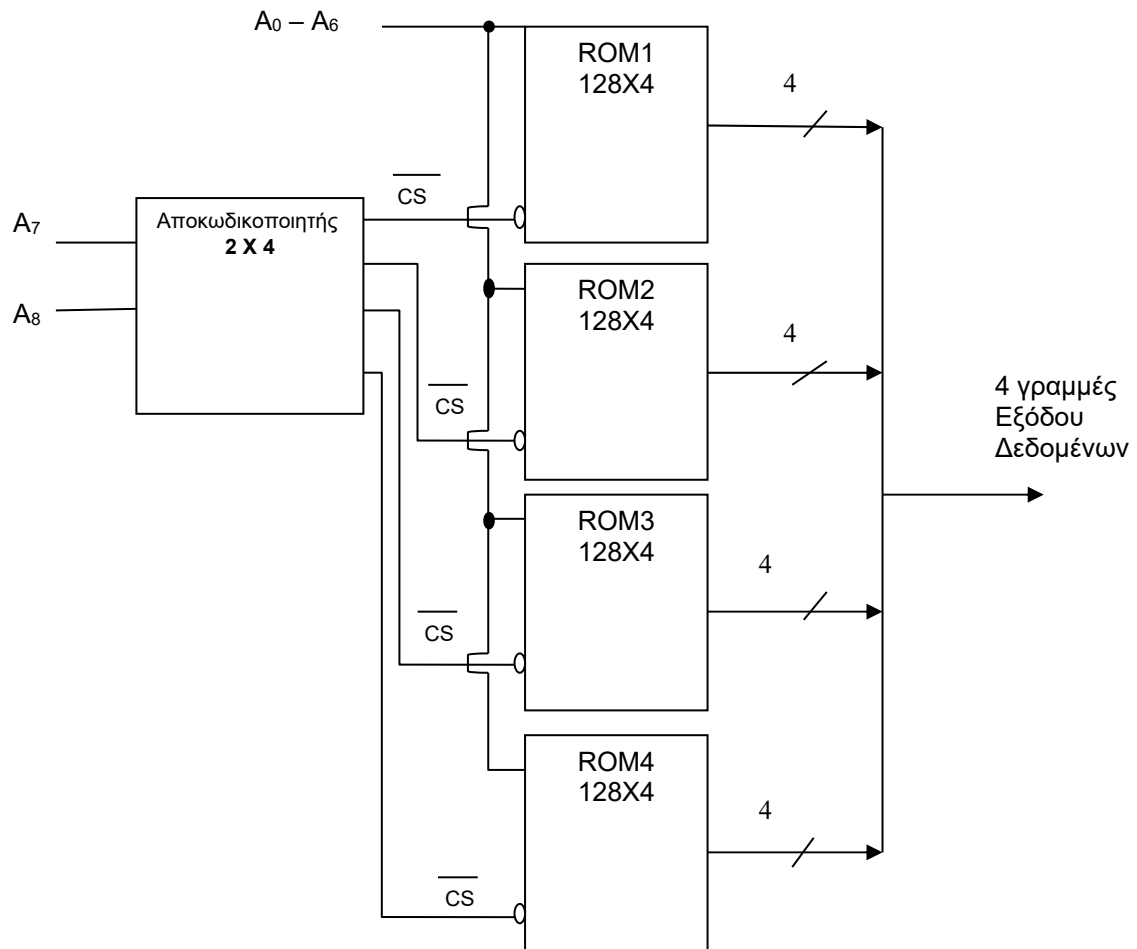 A₀ – A₆
ROM1
128X4
4
CS
Αποκωδικοποιητής
2 X 4
A₇
A₈
ROM2
128X4
4
CS
4 γραμμές
Εξόδου
Δεδομένων
ROM3
128X4
4
CS
ROM4
128X4
4
CS